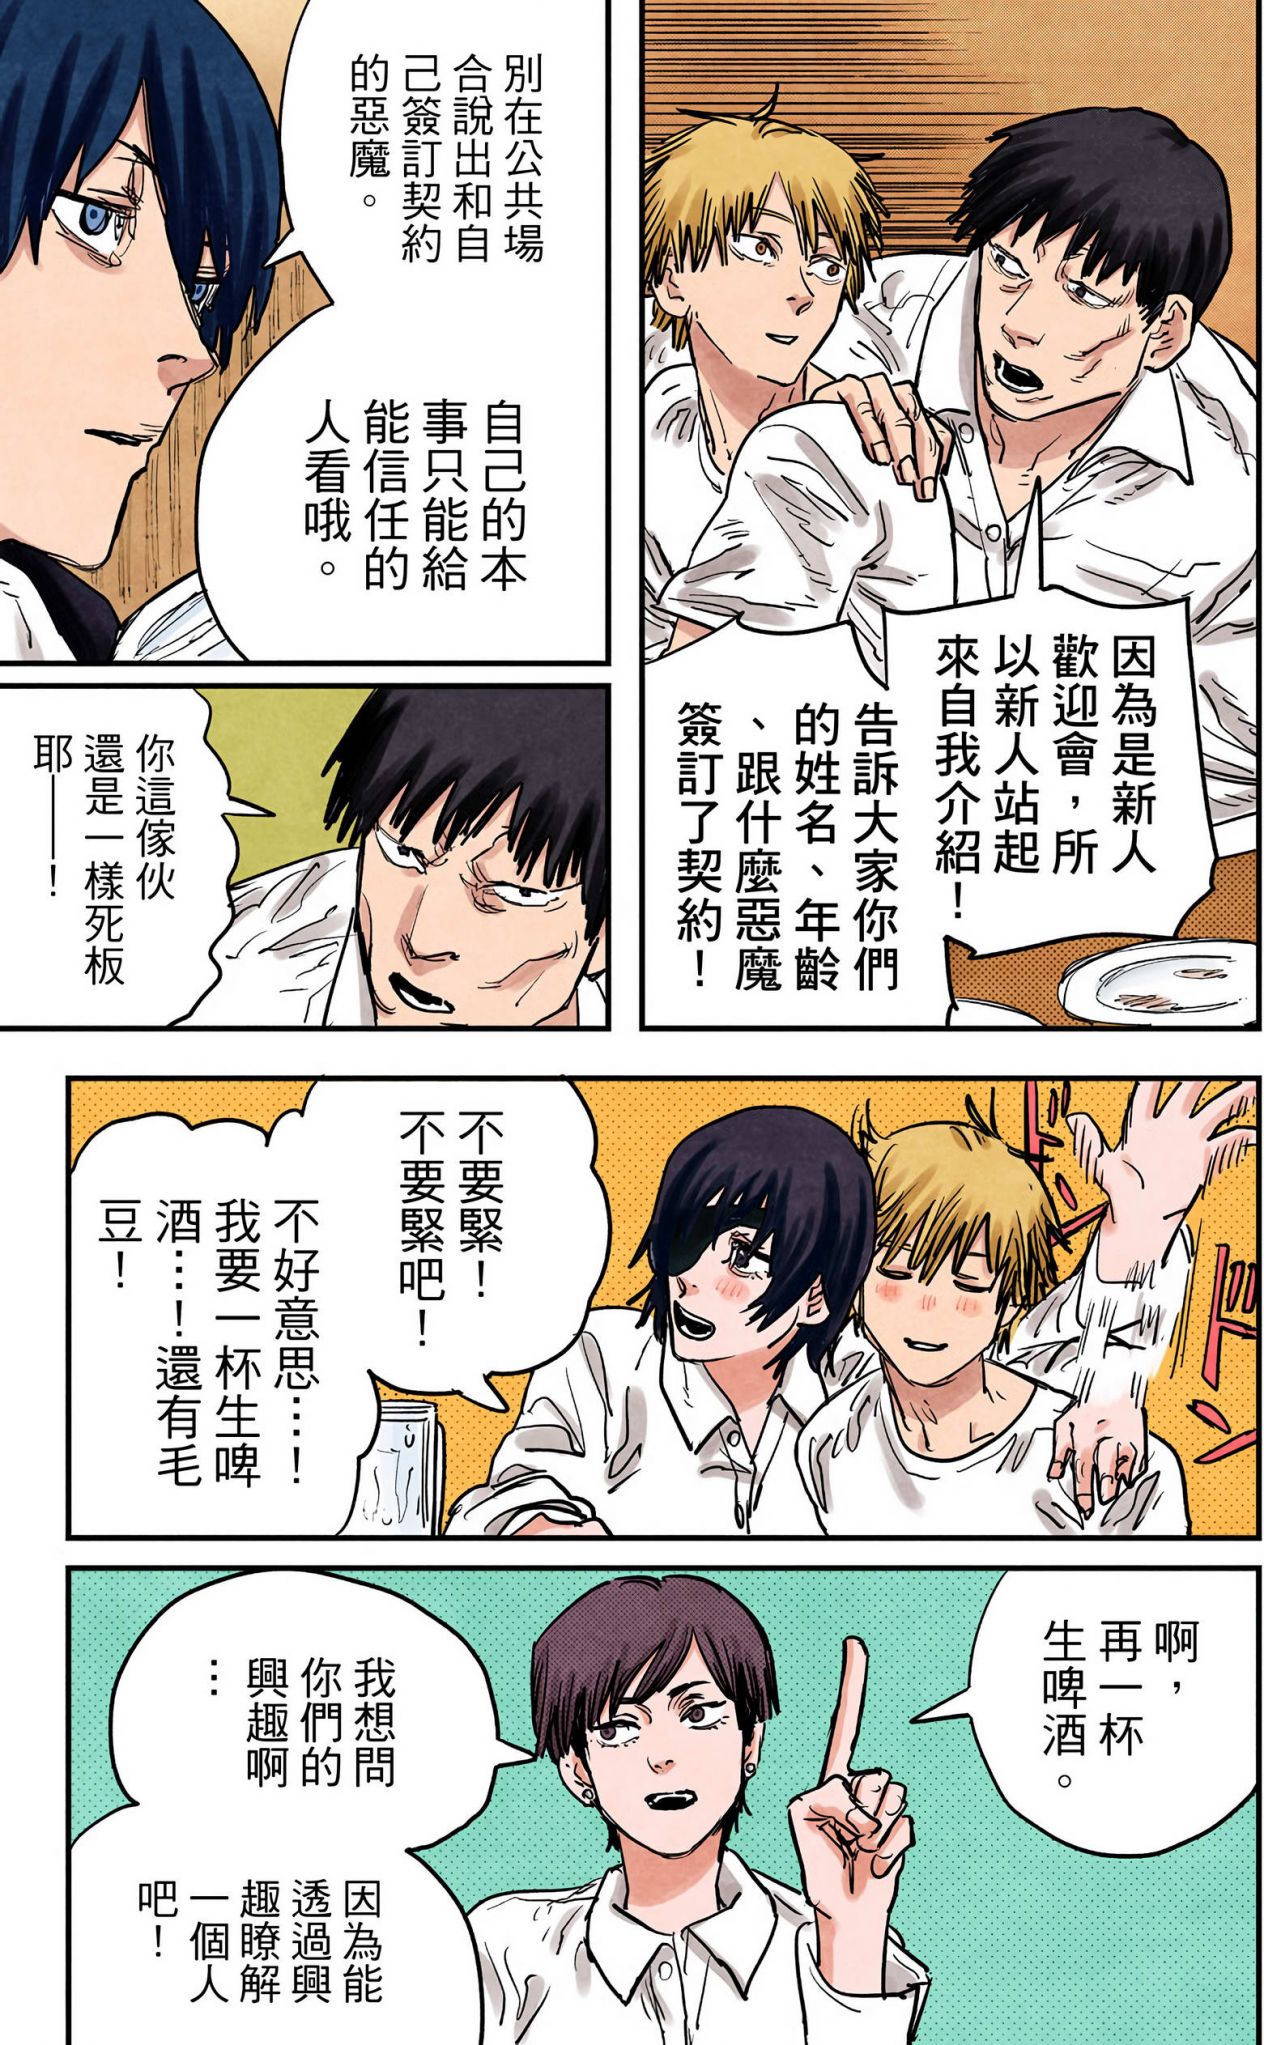 因為是新人
歡迎會，所
以新人站起
來自我介紹！
告訴大家你們
的姓名、年齡
、跟什麼惡魔
簽訂了契約！
別在公共場
合說出和自
己簽訂契約
的惡魔。
自己的本
事只能給
能信任的
人看哦。
你這傢伙
還是一樣死板
耶——！
ド
ド
ド
ド
不要緊！
不要緊吧！
不好意思…！
我要一杯生啤
酒…！還有毛
豆！
啊，
再一杯
生啤酒。
我想問
你們的
興趣啊
…
因為能
透過興
趣瞭解
一個人
吧！